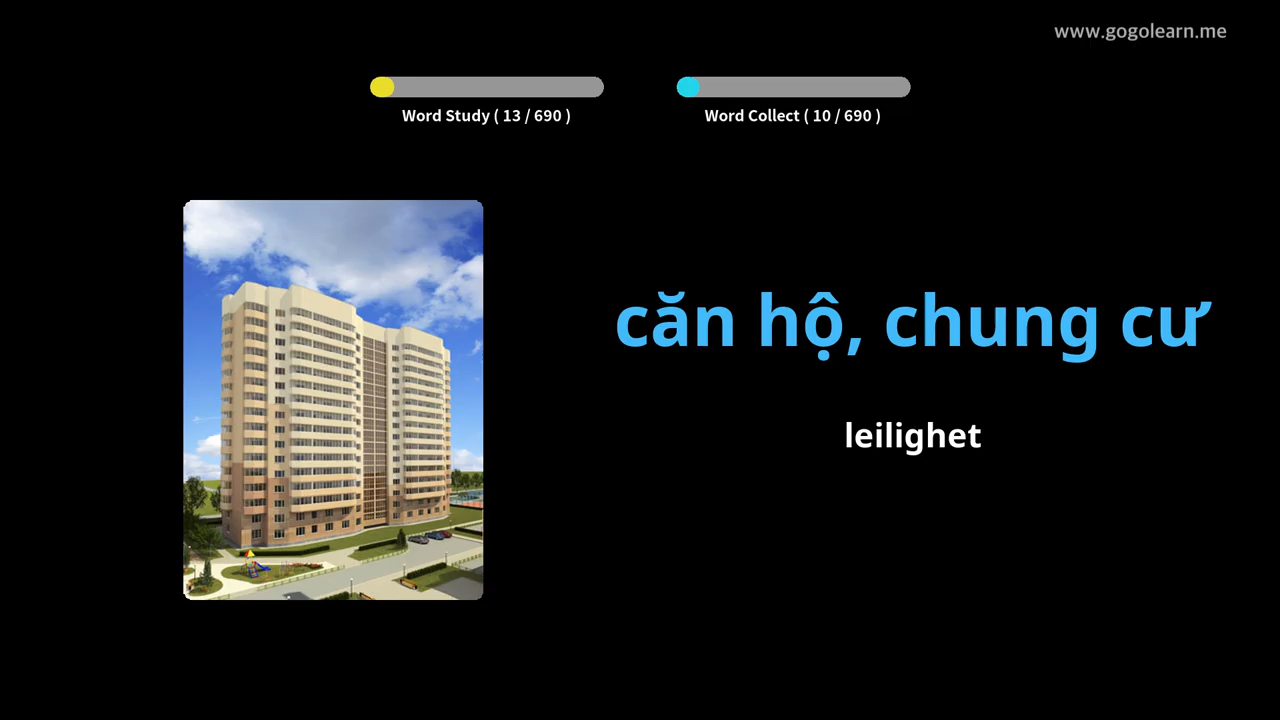 www.gogolearn.me
Word Study ( 13 / 690 )
Word Collect ( 10 / 690 )
căn hộ, chung cư
leilighet